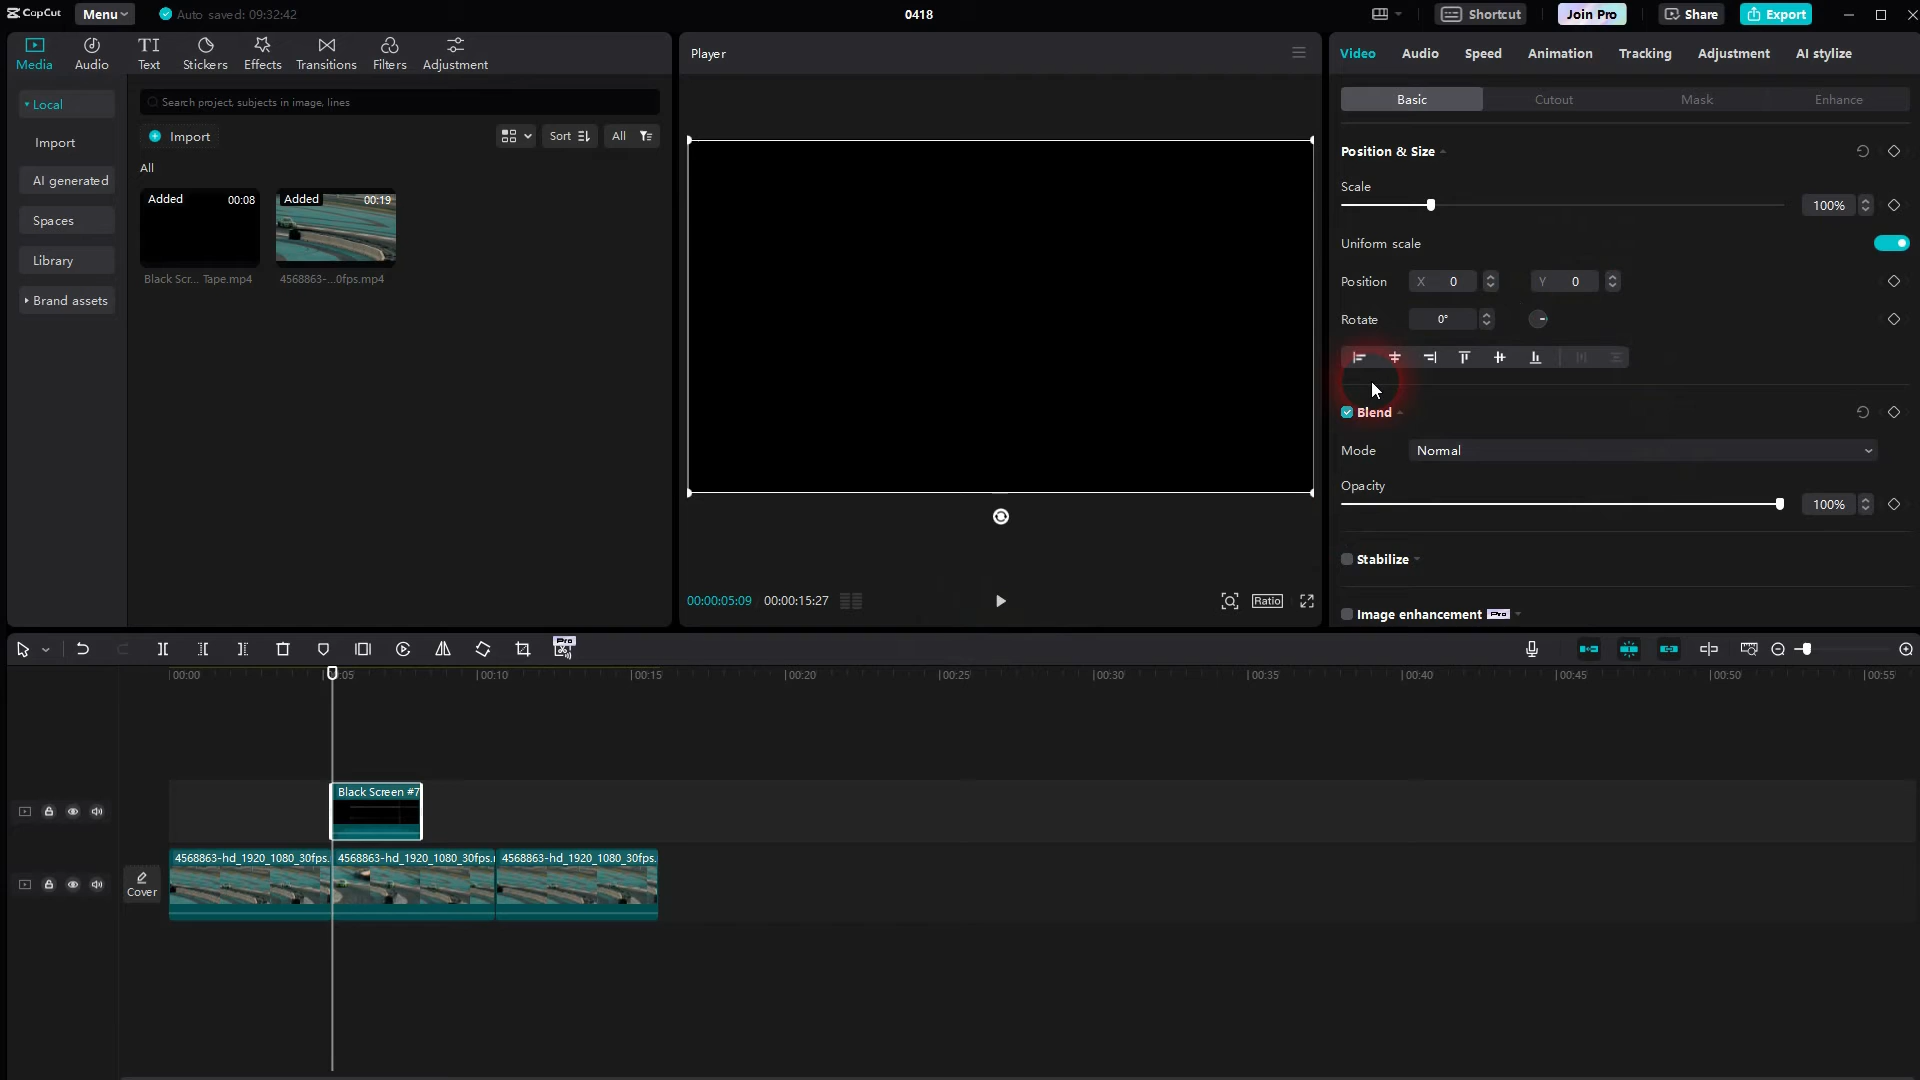 CapCut Menu Auto saved: 09:32:42 0418 Shortcut Join Pro Share Export
Media Audio Text Stickers Effects Transitions Filters Adjustment
Local
Import
AI generated
Spaces
Library
Brand assets
Search project, subjects in image, lines
Import Sort All
All
Added 00:08 Added 00:19
Black Scr... Tape.mp4 4568863-...0fps.mp4
Player
00:00:05:09 00:00:15:27 Ratio
Video Audio Speed Animation Tracking Adjustment AI stylize
Basic Cutout Mask Enhance
Position & Size
Scale
100%
Uniform scale
Position X 0 Y 0
Rotate 0°
Blend
Mode Normal
Opacity
100%
Stabilize
Image enhancement Pro
Pro
00:00 00:05 00:10 00:15 00:20 00:25 00:30 00:35 00:40 00:45 00:50 00:55
Black Screen #7
Cover
4568863-hd_1920_1080_30fps. 4568863-hd_1920_1080_30fps. 4568863-hd_1920_1080_30fps.